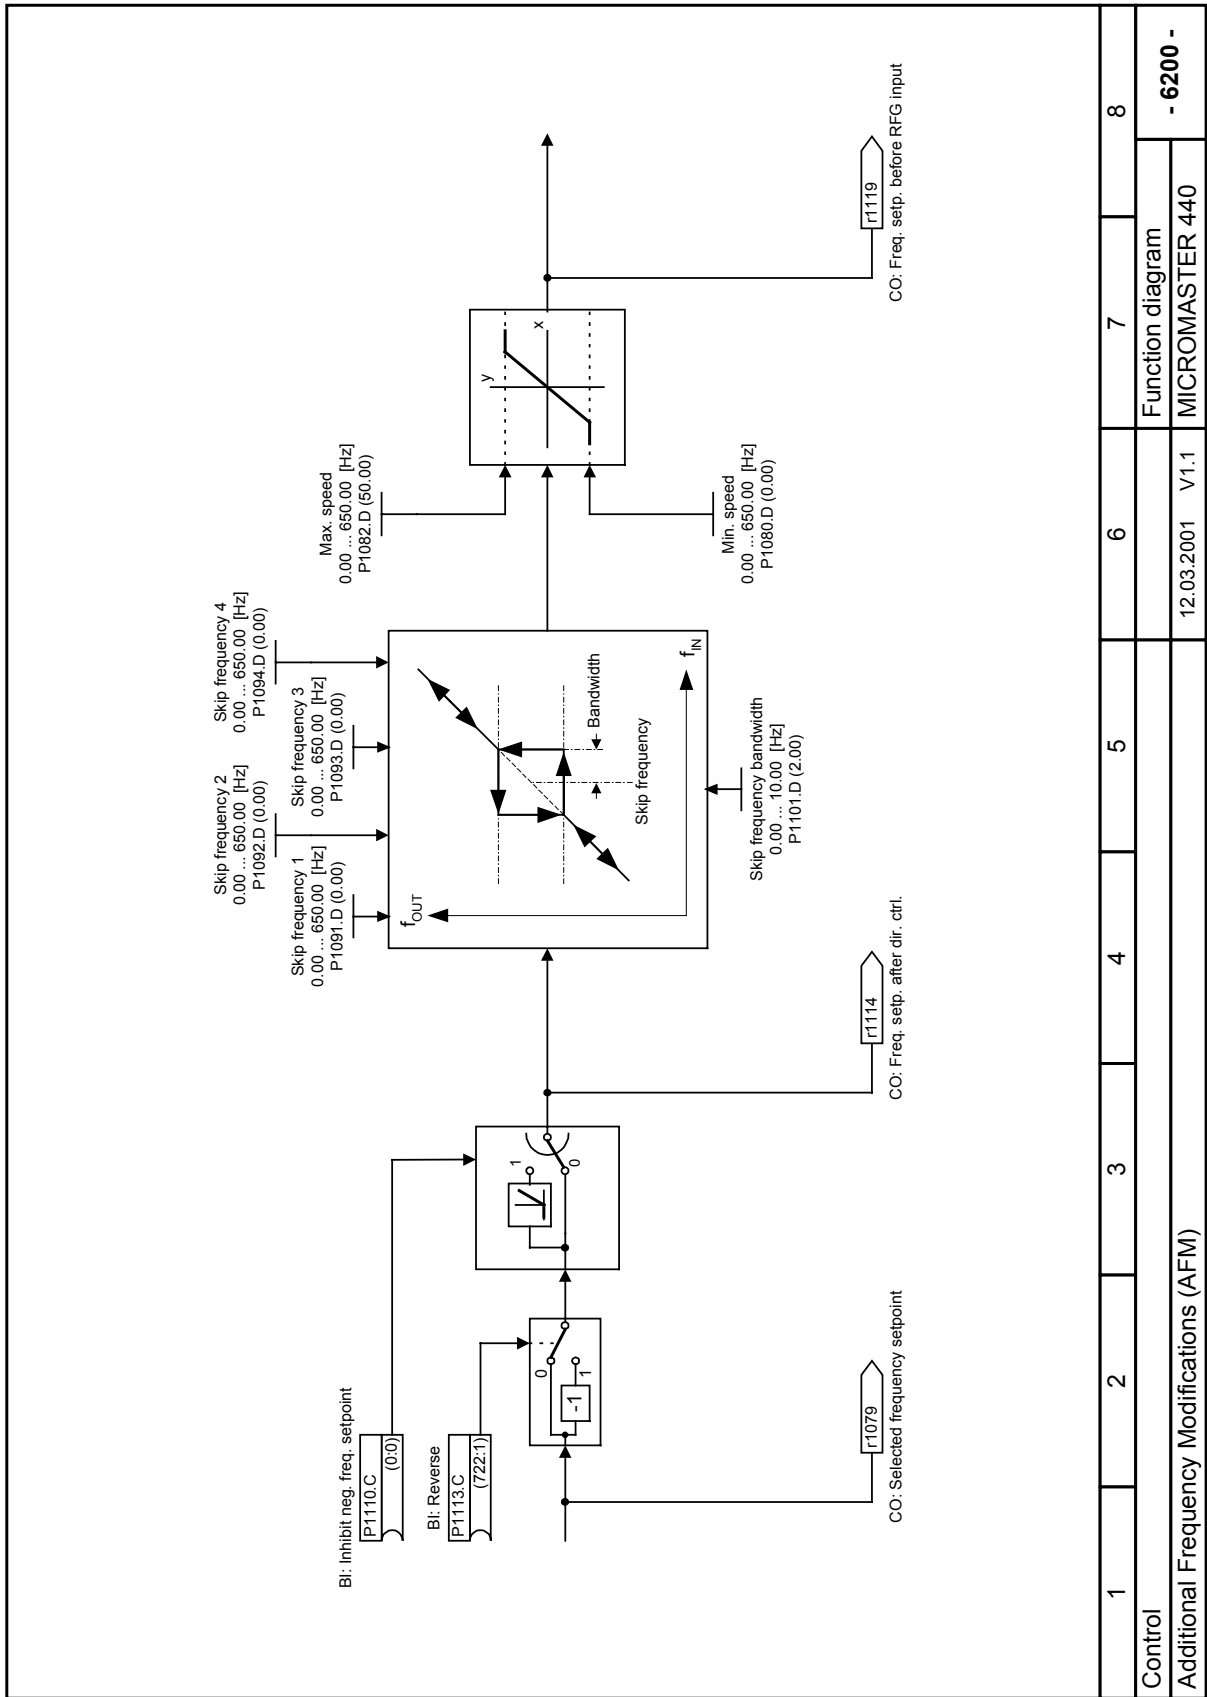 BI: Inhibit neg. freq. setpoint
P1110.C
(0:0)
BI: Reverse
P1113.C
(722:1)
0
1
-1
r1079
CO: Selected frequency setpoint
1
0
r1114
CO: Freq. setp. after dir. ctrl.
Skip frequency 1
0.00 ... 650.00 [Hz]
P1091.D (0.00)
Skip frequency 2
0.00 ... 650.00 [Hz]
P1092.D (0.00)
Skip frequency 3
0.00 ... 650.00 [Hz]
P1093.D (0.00)
Skip frequency 4
0.00 ... 650.00 [Hz]
P1094.D (0.00)
fOUT
Bandwidth
Skip frequency
fIN
Skip frequency bandwidth
0.00 ... 10.00 [Hz]
P1101.D (2.00)
Max. speed
0.00 ... 650.00 [Hz]
P1082.D (50.00)
y
x
Min. speed
0.00 ... 650.00 [Hz]
P1080.D (0.00)
r1119
CO: Freq. setp. before RFG input
1 2 3 4 5 6 7 8
Control
Function diagram
- 6200 -
Additional Frequency Modifications (AFM)
12.03.2001 V1.1
MICROMASTER 440